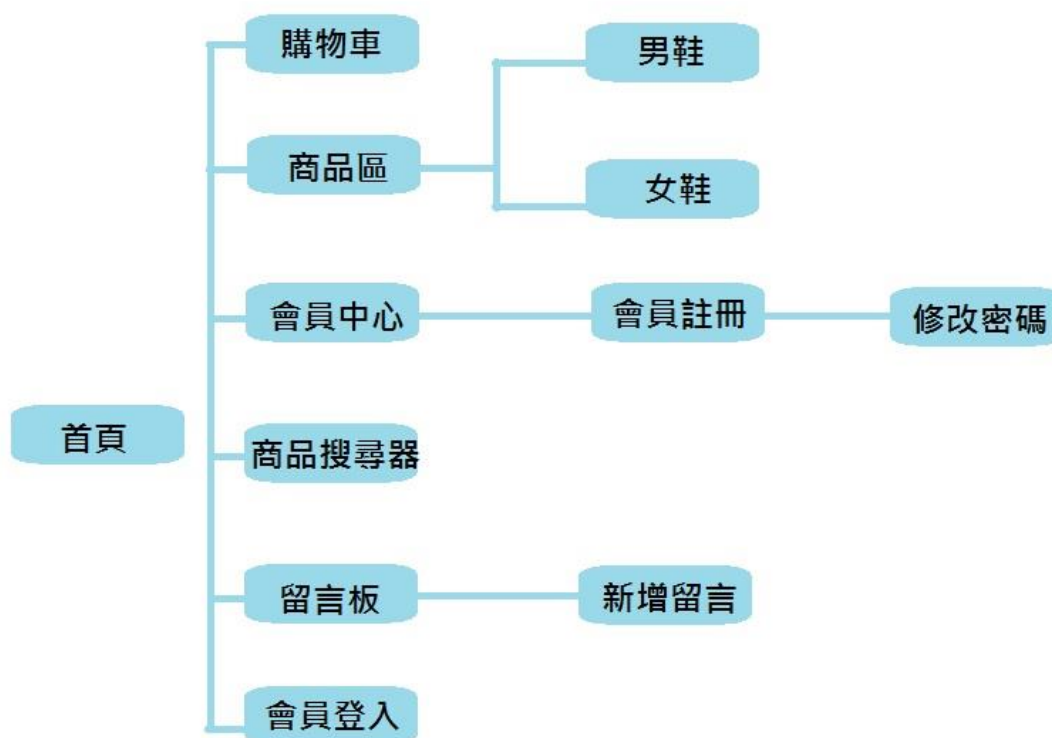 首頁
購物車
商品區
男鞋
女鞋
會員中心
會員註冊
修改密碼
商品搜尋器
留言板
新增留言
會員登入